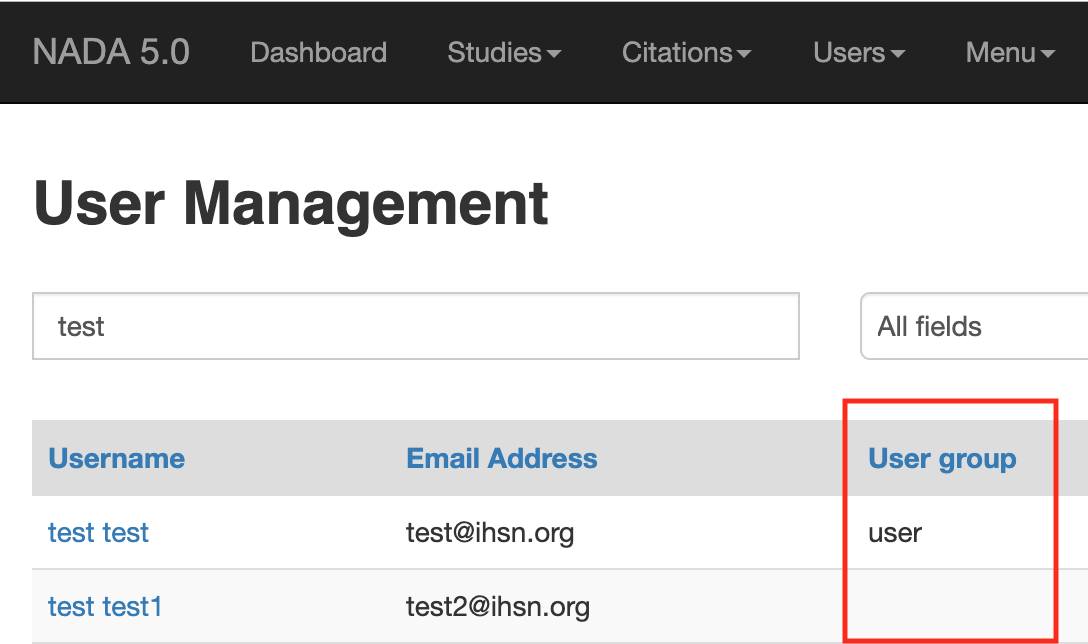 NADA 5.0 Dashboard Studies Citations Users Menu
User Management
test All fields
Username Email Address User group
test test test@ihsn.org user
test test1 test2@ihsn.org